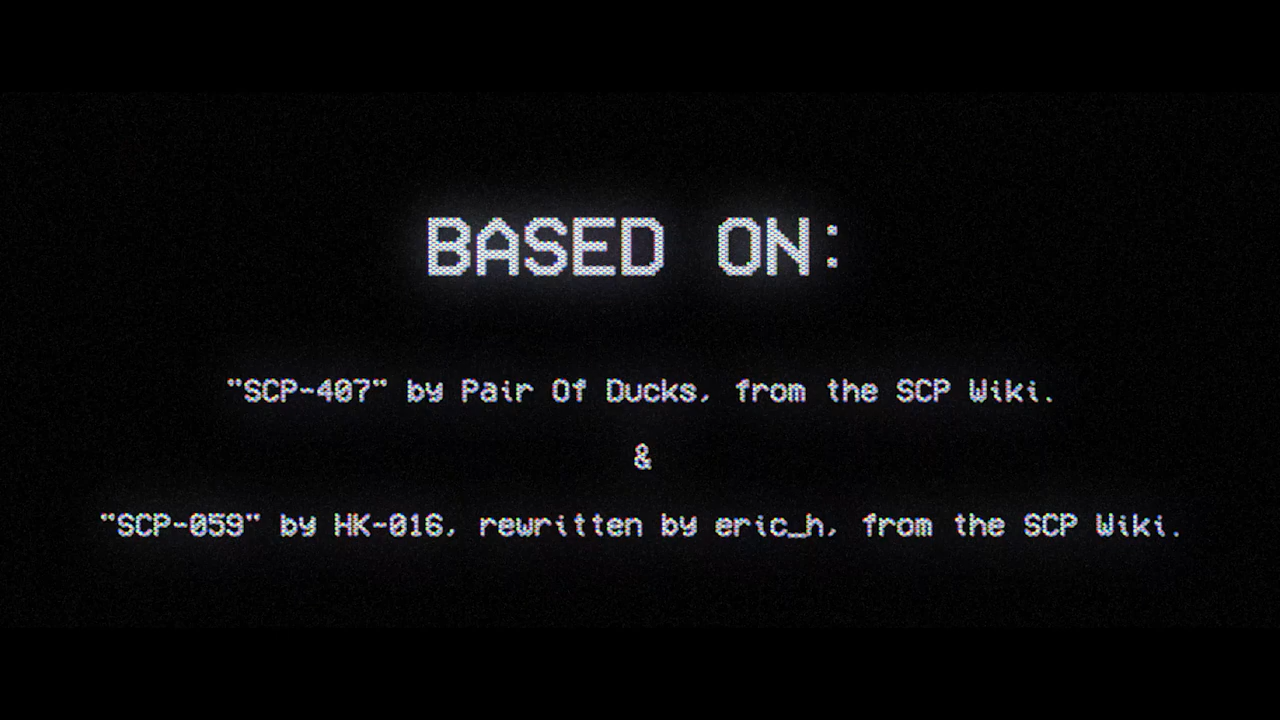 BASED ON:
"SCP-407" by Pair Of Ducks, from the SCP Wiki.
&
"SCP-059" by HK-016, rewritten by eric_h, from the SCP Wiki.